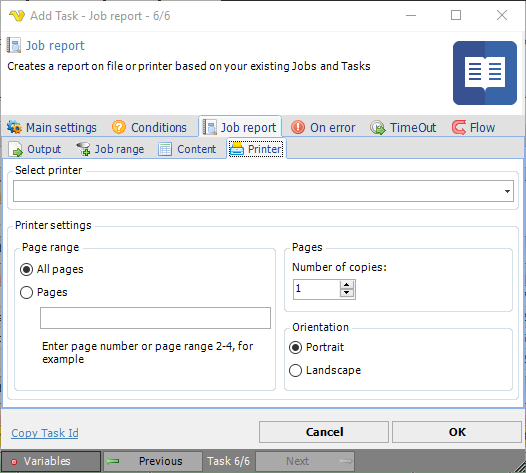 Add Task - Job report - 6/6
Job report
Creates a report on file or printer based on your existing Jobs and Tasks
Main settings Conditions Job report On error TimeOut Flow
Output Job range Content Printer
Select printer
Printer settings
Page range
All pages
Pages
Enter page number or page range 2-4, for
example
Pages
Number of copies:
1
Orientation
Portrait
Landscape
Copy Task Id
Cancel OK
Variables Previous Task 6/6 Next